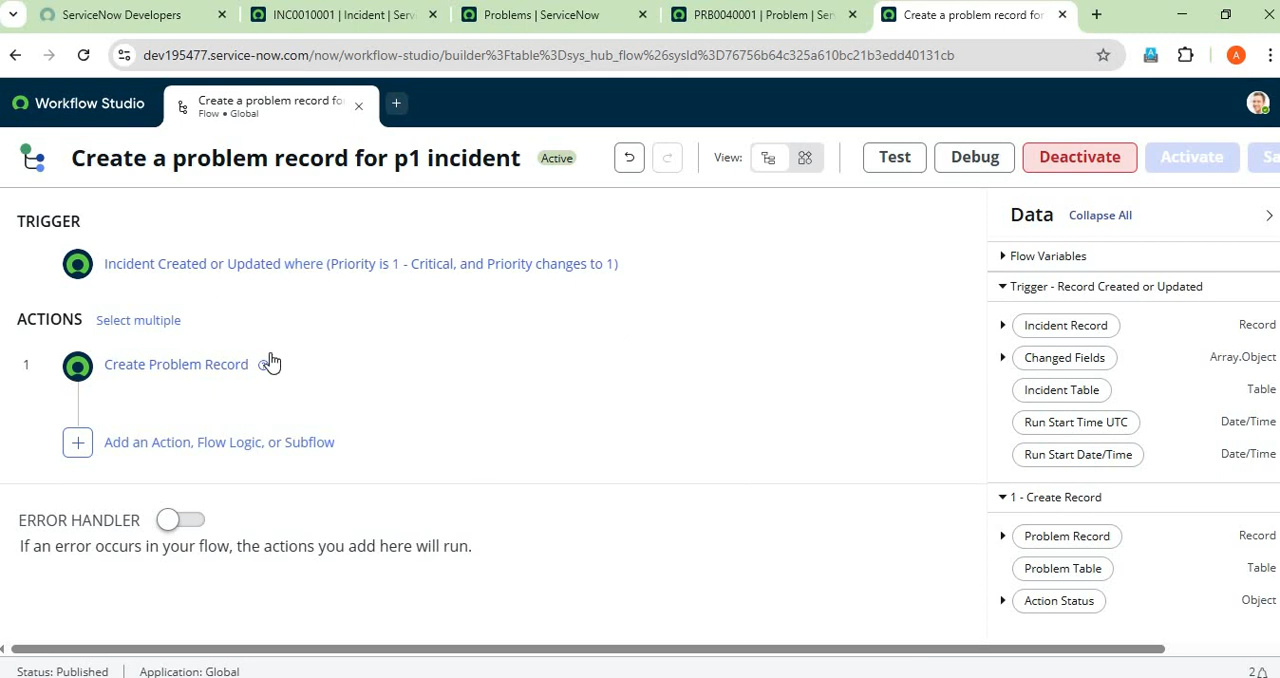 ServiceNow Developers
INC0010001 | Incident | Servi
Problems | ServiceNow
PRB0040001 | Problem | Ser
Create a problem record for
dev195477.service-now.com/now/workflow-studio/builder%3Ftable%3Dsys_hub_flow%26sysId%3D76756b64c325a610bc21b3edd40131cb
A
Workflow Studio
Create a problem record fo
Flow • Global
Create a problem record for p1 incident
Active
View:
Test
Debug
Deactivate
Activate
Sa
TRIGGER
Incident Created or Updated where (Priority is 1 - Critical, and Priority changes to 1)
ACTIONS
Select multiple
1
Create Problem Record
Add an Action, Flow Logic, or Subflow
ERROR HANDLER
If an error occurs in your flow, the actions you add here will run.
Data
Collapse All
Flow Variables
Trigger - Record Created or Updated
Incident Record
Record
Changed Fields
Array.Object
Incident Table
Table
Run Start Time UTC
Date/Time
Run Start Date/Time
Date/Time
1 - Create Record
Problem Record
Record
Problem Table
Table
Action Status
Object
Status: Published
Application: Global
2